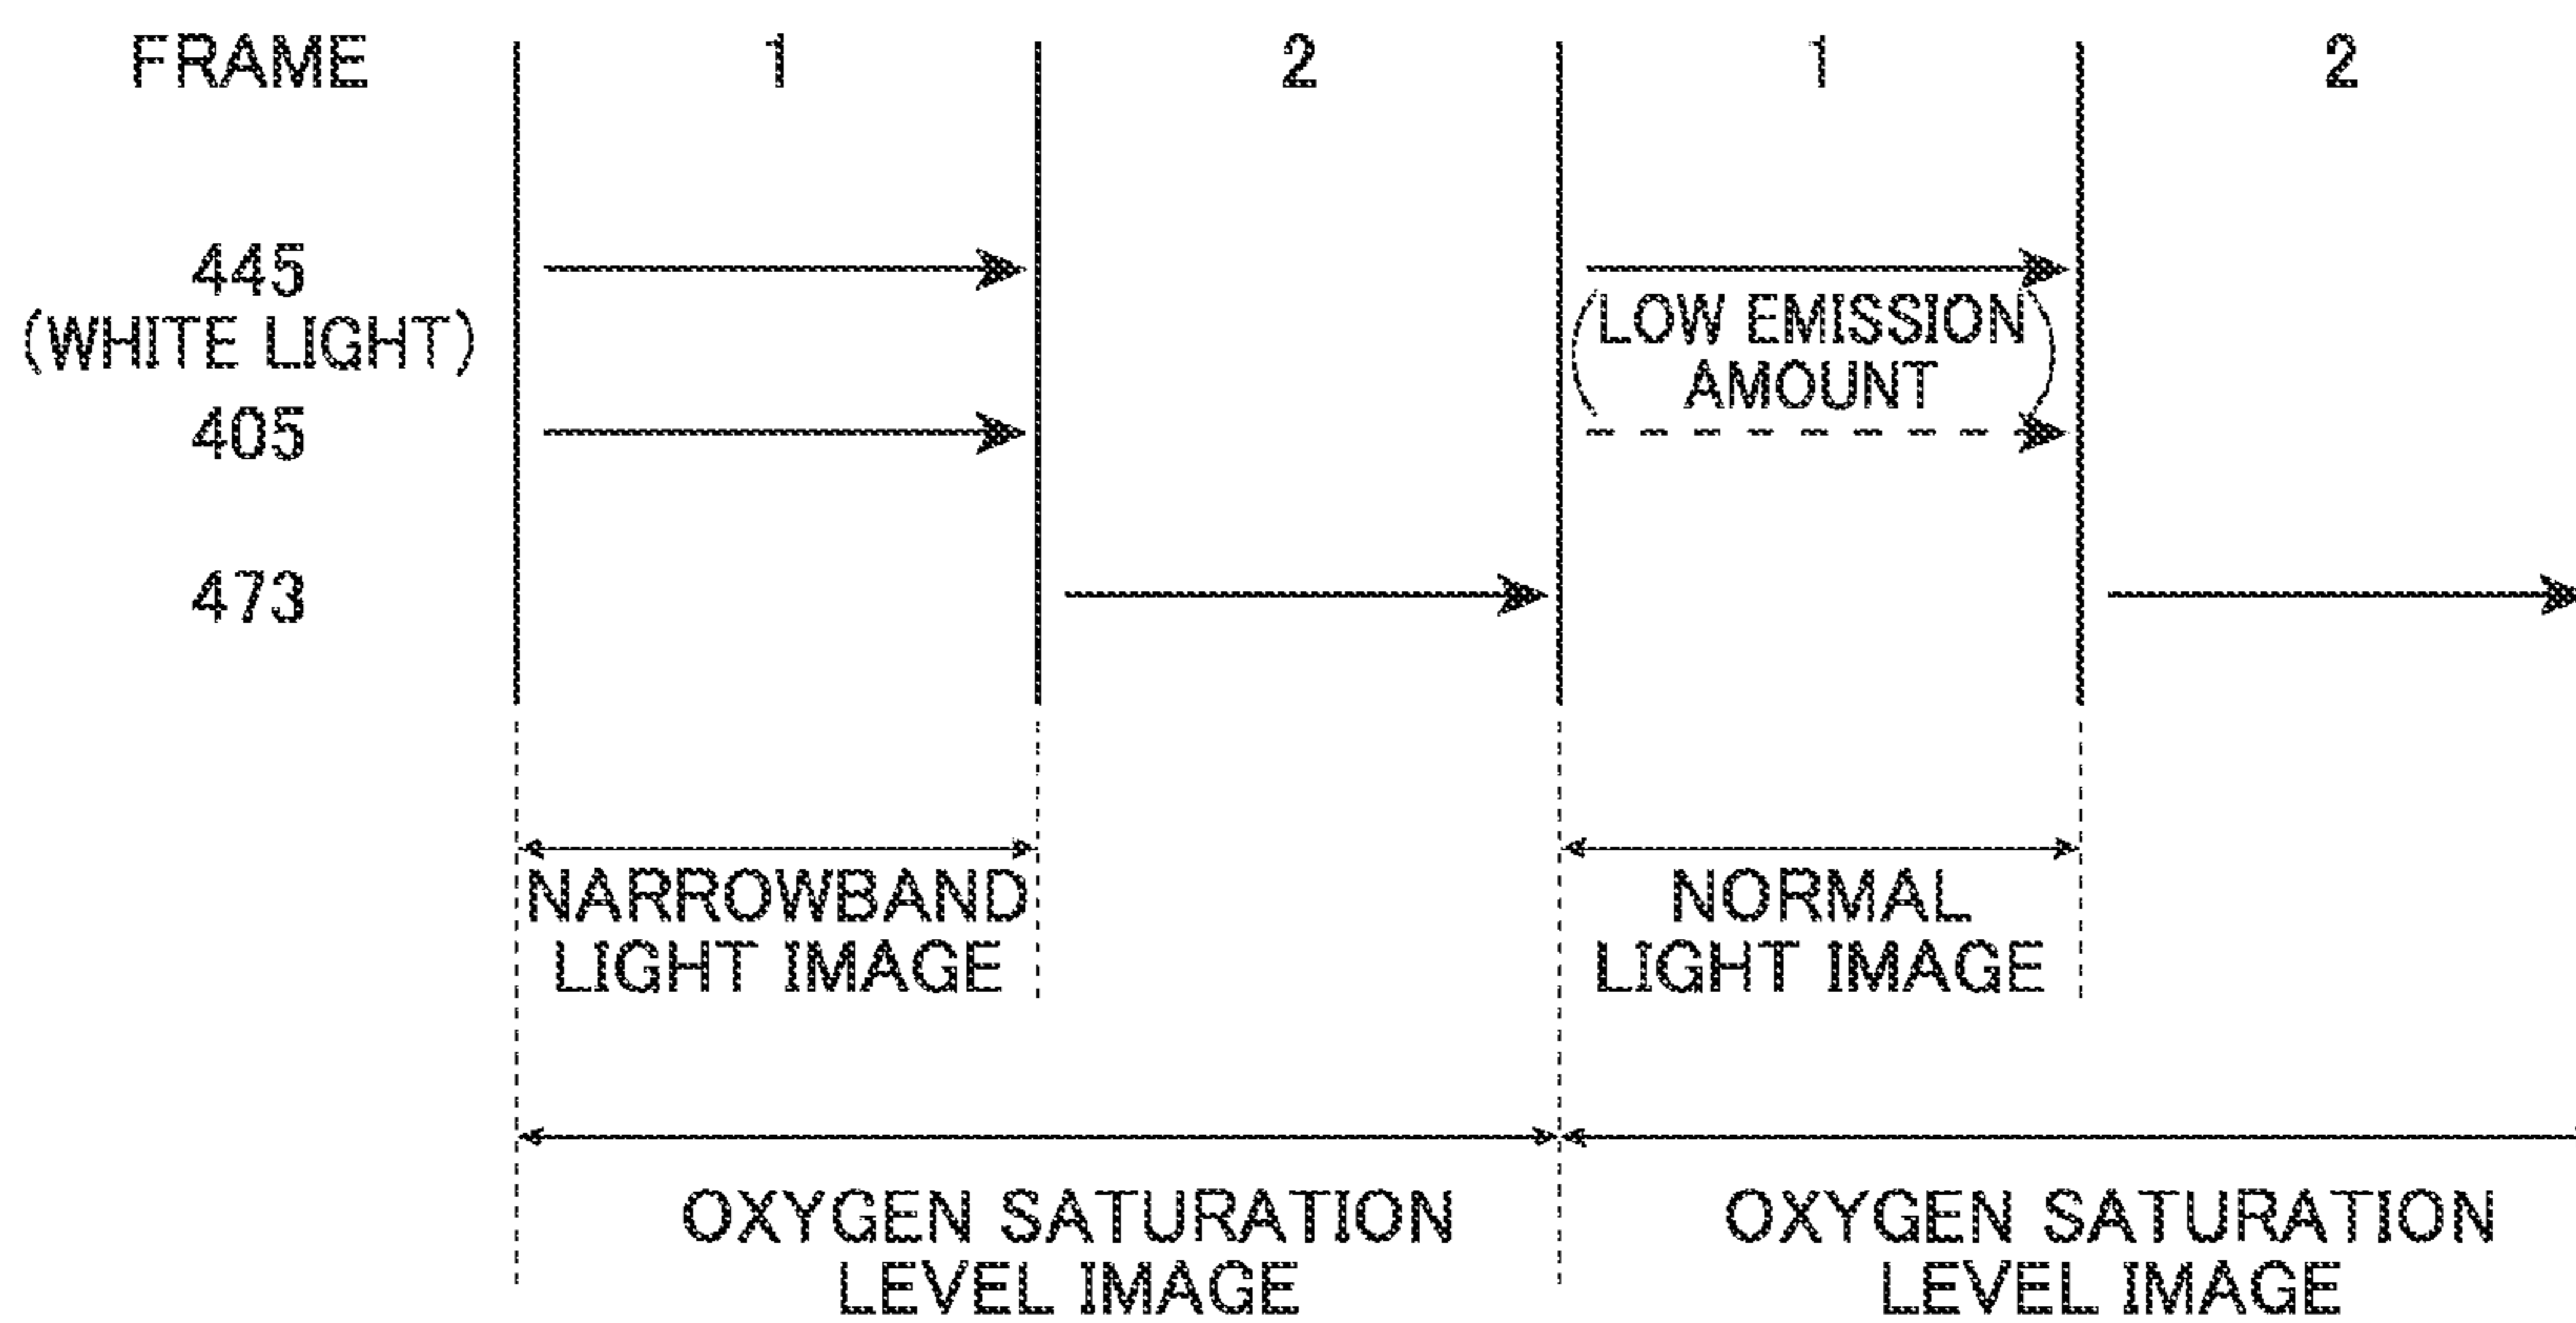 FRAME 1 2 1 2
445
(WHITE LIGHT)
(LOW EMISSION
AMOUNT)
405
473
NARROWBAND
LIGHT IMAGE
NORMAL
LIGHT IMAGE
OXYGEN SATURATION
LEVEL IMAGE
OXYGEN SATURATION
LEVEL IMAGE